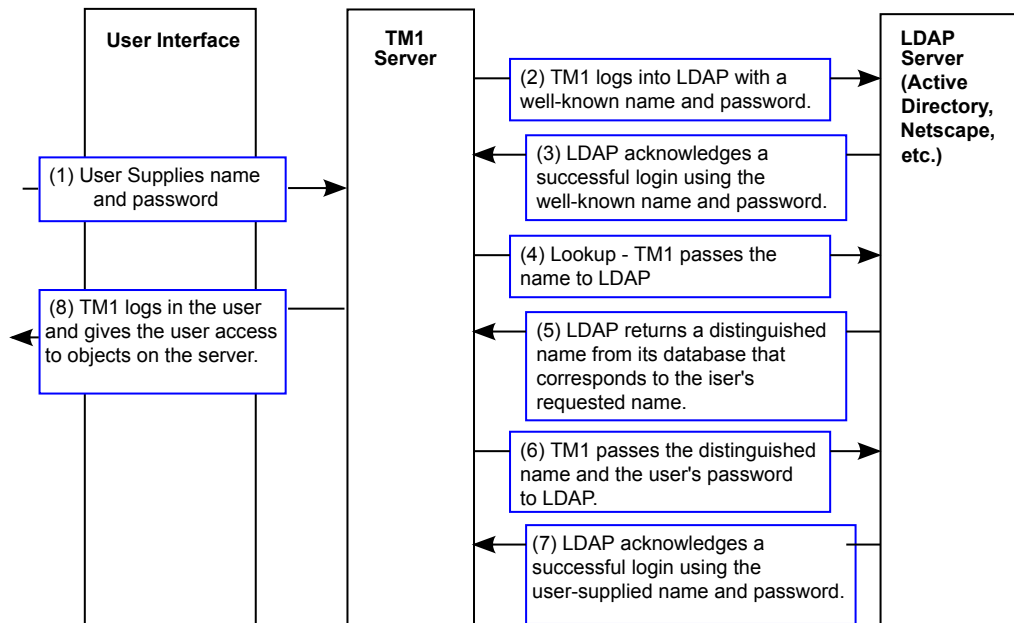 User Interface
TM1
Server
LDAP
Server
(Active
Directory,
Netscape,
etc.)
(1) User Supplies name
and password
(2) TM1 logs into LDAP with a
well-known name and password.
(3) LDAP acknowledges a
successful login using the
well-known name and password.
(4) Lookup - TM1 passes the
name to LDAP
(5) LDAP returns a distinguished
name from its database that
corresponds to the iser's
requested name.
(6) TM1 passes the distinguished
name and the user's password
to LDAP.
(7) LDAP acknowledges a
successful login using the
user-supplied name and password.
(8) TM1 logs in the user
and gives the user access
to objects on the server.